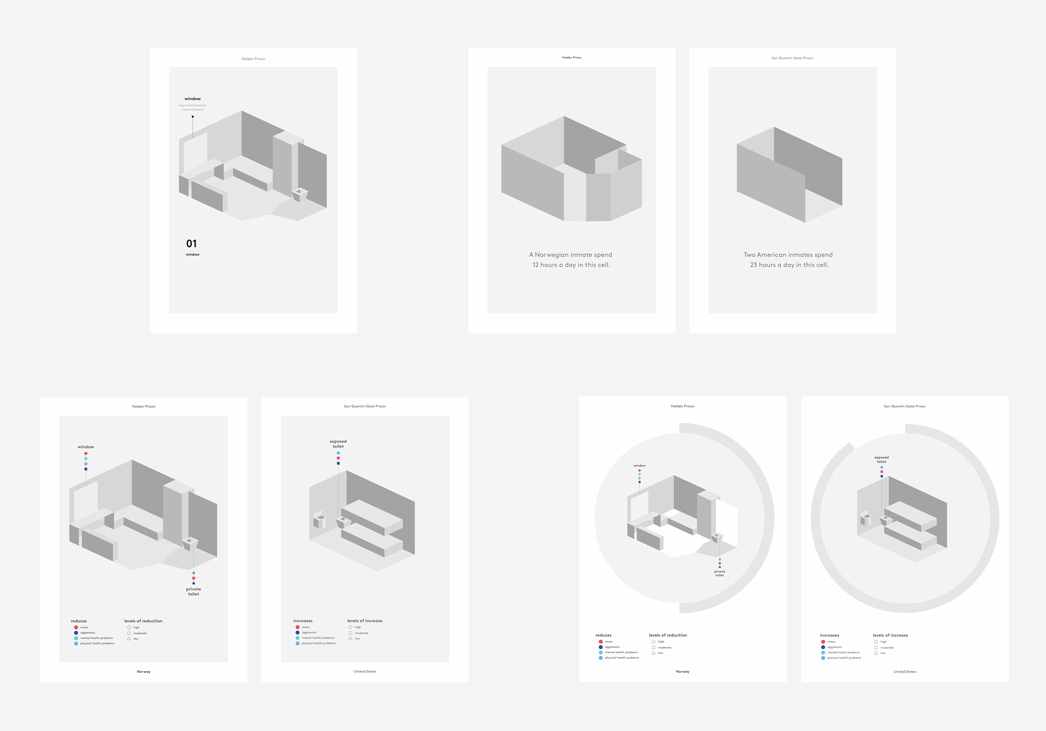 Halden Prison
window
01
window
Halden Prison
A Norwegian inmate spend
12 hours a day in this cell.
San Quentin State Prison
Two American inmates spend
23 hours a day in this cell.
Halden Prison
window
private
toilet
reduces
stress
aggression
mental health problems
physical health problems
levels of reduction
high
moderate
low
Norway
San Quentin State Prison
exposed
toilet
increases
stress
aggression
mental health problems
physical health problems
levels of increase
high
moderate
low
United States
Halden Prison
window
private
toilet
reduces
stress
aggression
mental health problems
physical health problems
levels of reduction
high
moderate
low
Norway
San Quentin State Prison
exposed
toilet
increases
stress
aggression
mental health problems
physical health problems
levels of increase
high
moderate
low
United States